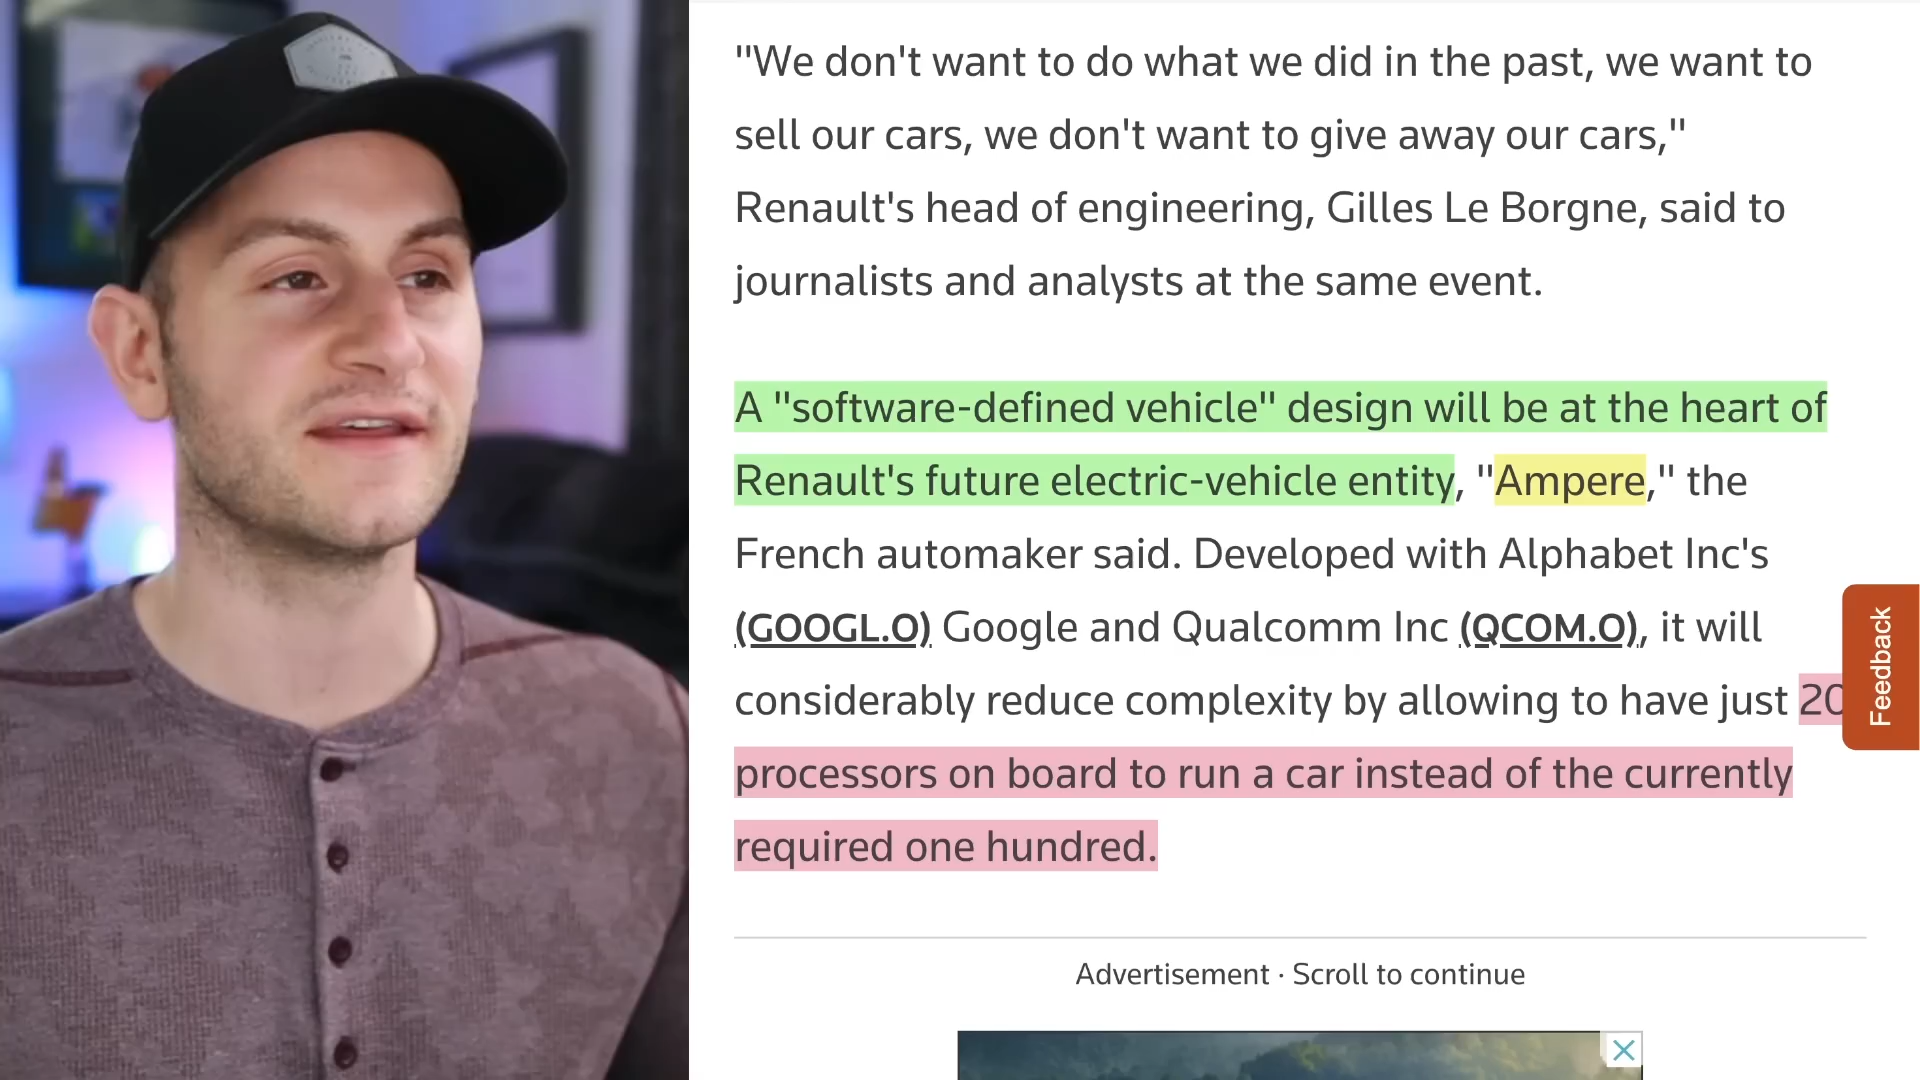 "We don't want to do what we did in the past, we want to
sell our cars, we don't want to give away our cars,"
Renault's head of engineering, Gilles Le Borgne, said to
journalists and analysts at the same event.
A "software-defined vehicle" design will be at the heart of
Renault's future electric-vehicle entity, "Ampere," the
French automaker said. Developed with Alphabet Inc's
(GOOGL.O) Google and Qualcomm Inc (QCOM.O), it will
considerably reduce complexity by allowing to have just 20
processors on board to run a car instead of the currently
required one hundred.
Feedback
Advertisement · Scroll to continue